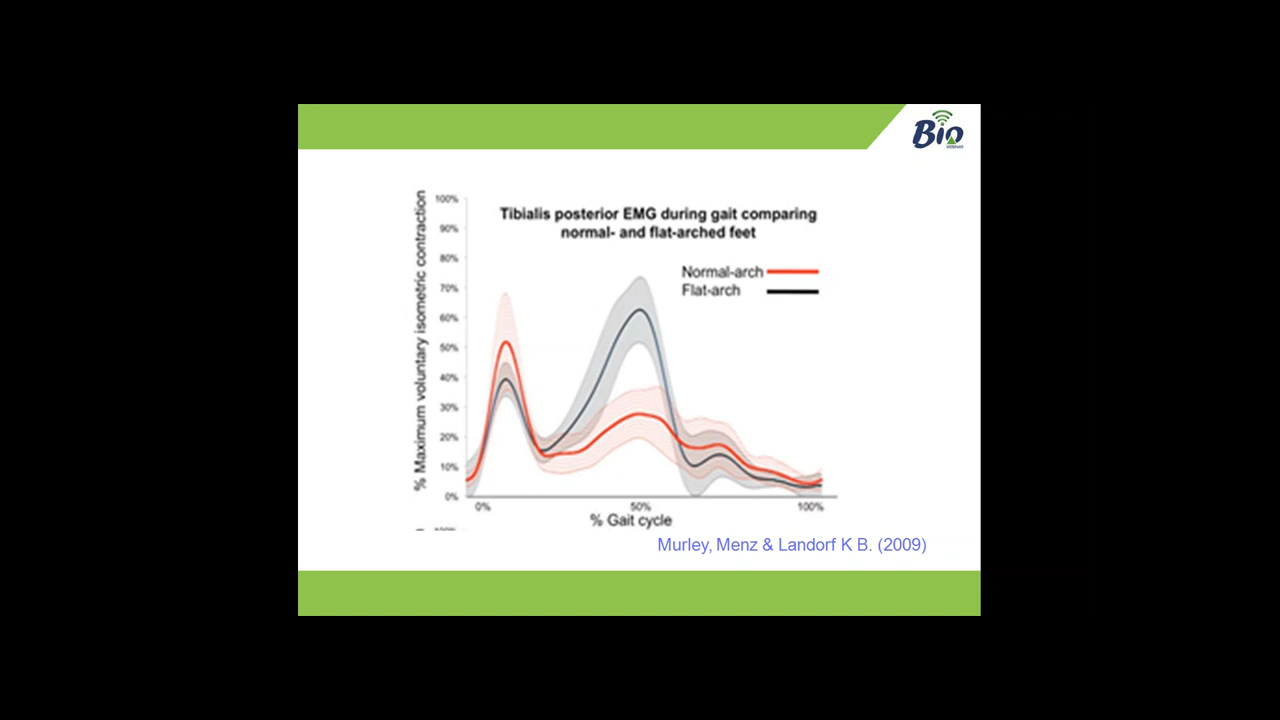 Bio
WEBINAR
% Maximum voluntary isometric contraction
100%
90%
80%
70%
60%
50%
40%
30%
20%
10%
0%
Tibialis posterior EMG during gait comparing
normal- and flat-arched feet
Normal-arch
Flat-arch
0%
50%
100%
% Gait cycle
Murley, Menz & Landorf K B. (2009)